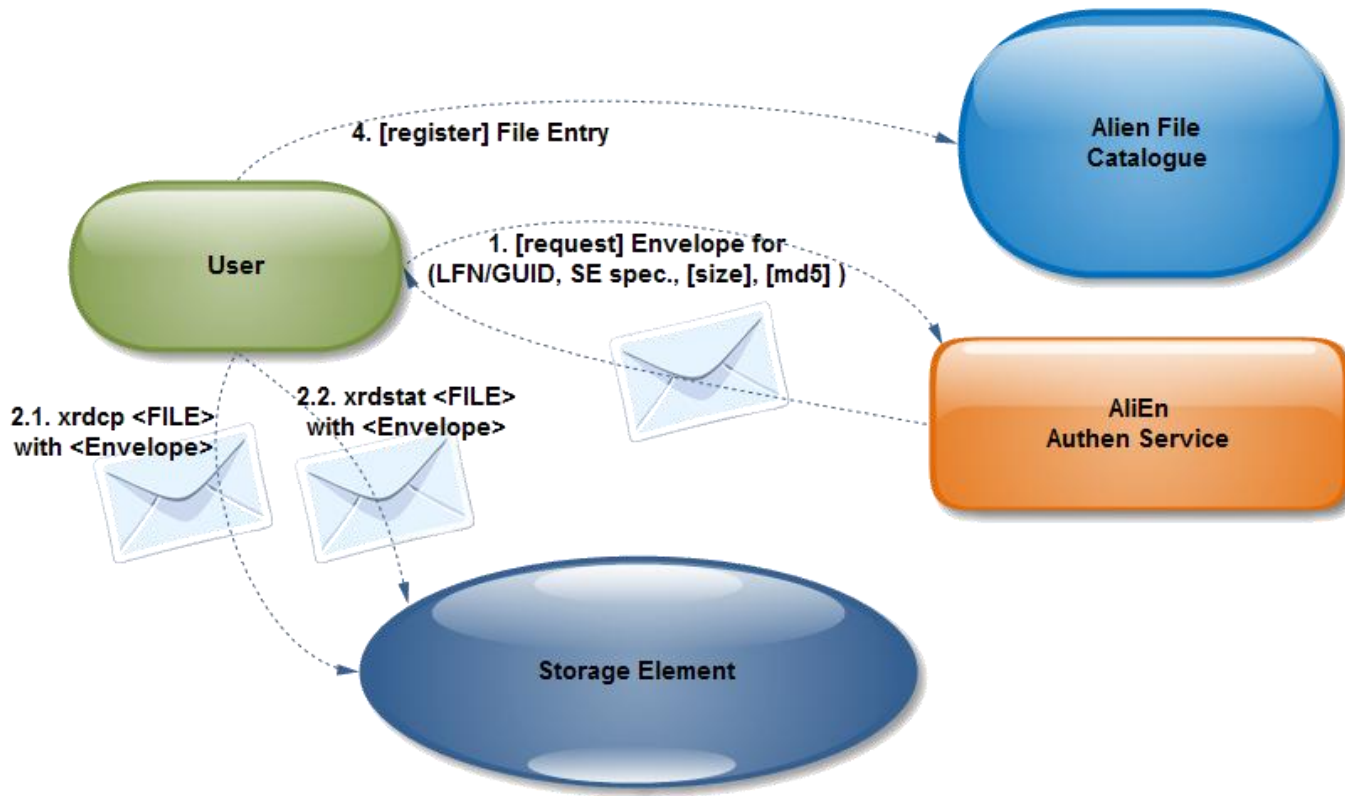 4. [register] File Entry
Alien File
Catalogue
User
1. [request] Envelope for
(LFN/GUID, SE spec., [size], [md5] )
2.1. xrdcp <FILE>
with <Envelope>
2.2. xrdstat <FILE>
with <Envelope>
AliEn
Authen Service
Storage Element